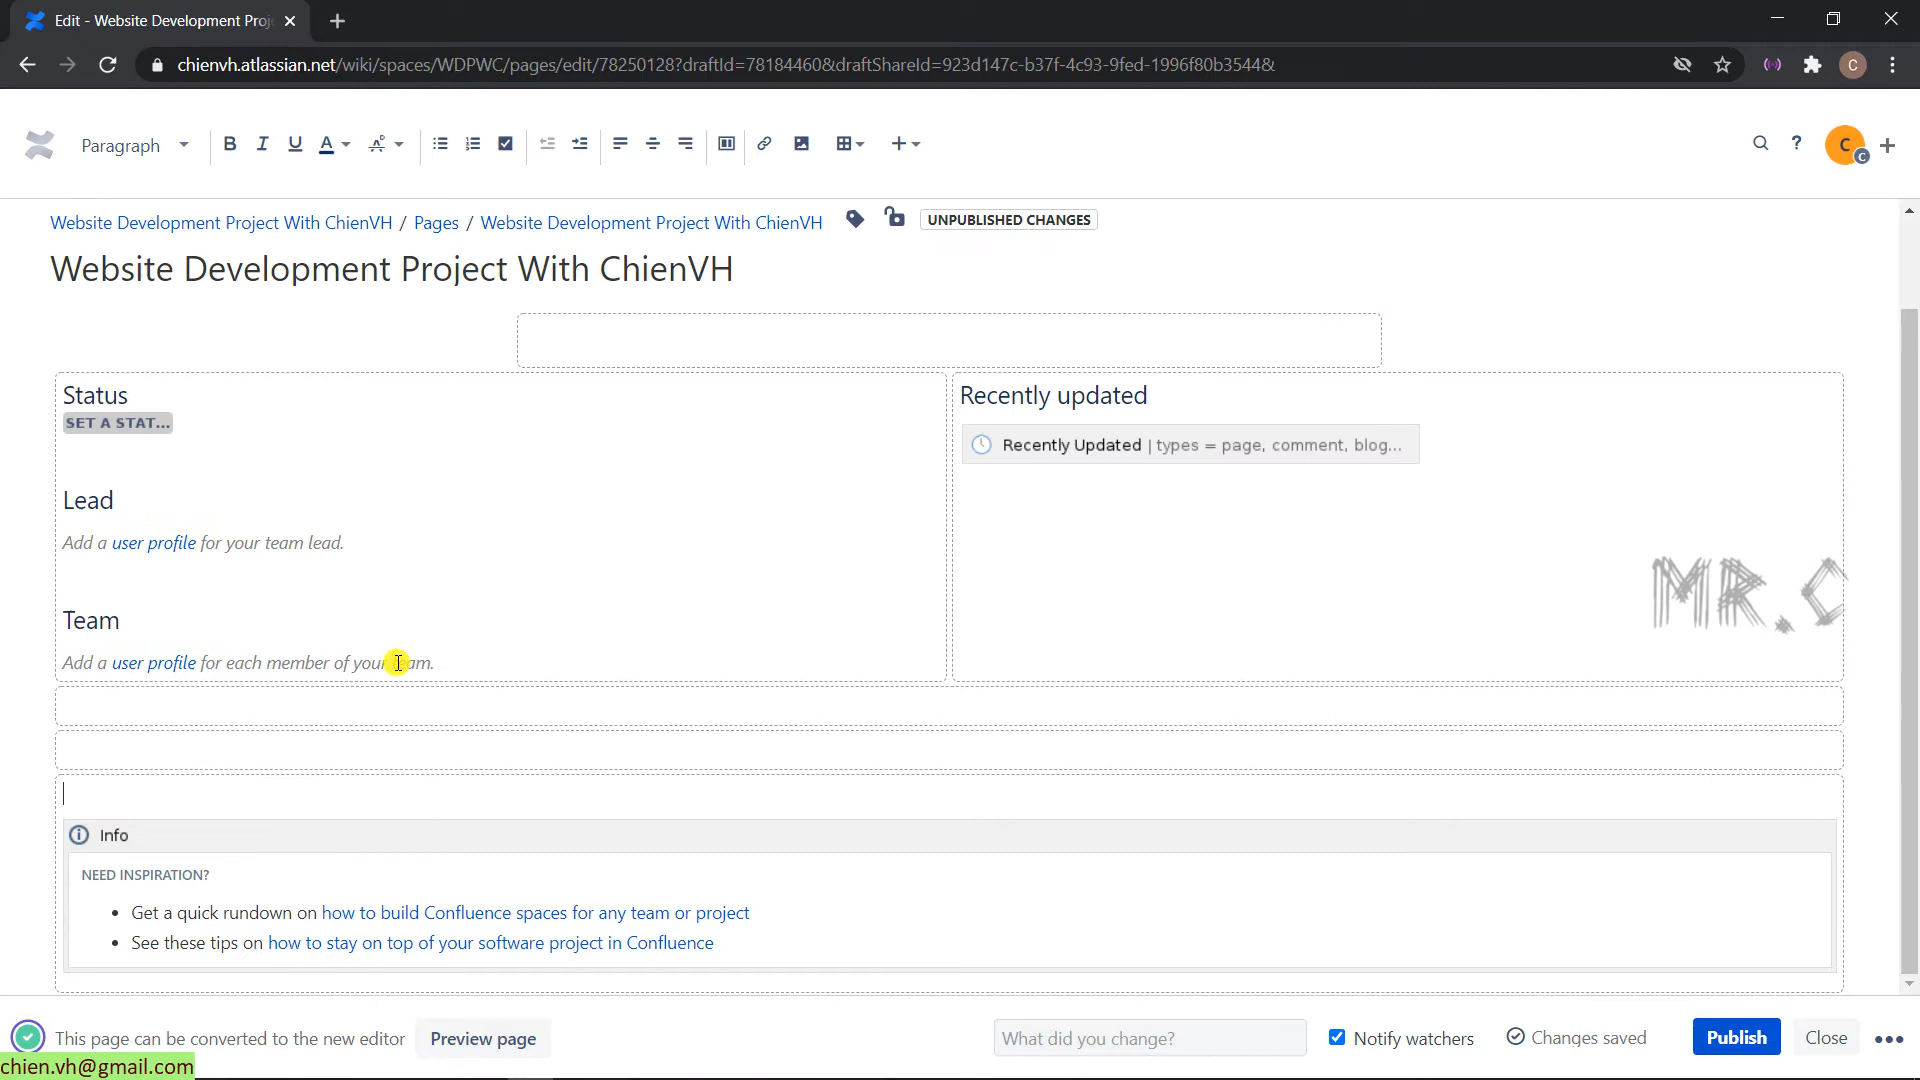 Edit - Website Development Proj
chienvh.atlassian.net/wiki/spaces/WDPWC/pages/edit/78250128?draftId=78184460&draftShareId=923d147c-b37f-4c93-9fed-1996f80b3544&
C
Paragraph
B I U A
? C C
Website Development Project With ChienVH / Pages / Website Development Project With ChienVH UNPUBLISHED CHANGES
Website Development Project With ChienVH
Status
SET A STAT...
Lead
Add a user profile for your team lead.
Team
Add a user profile for each member of your team.
Recently updated
Recently Updated | types = page, comment, blog...
MR.C
Info
NEED INSPIRATION?
• Get a quick rundown on how to build Confluence spaces for any team or project
• See these tips on how to stay on top of your software project in Confluence
This page can be converted to the new editor Preview page What did you change? Notify watchers Changes saved Publish Close
chien.vh@gmail.com